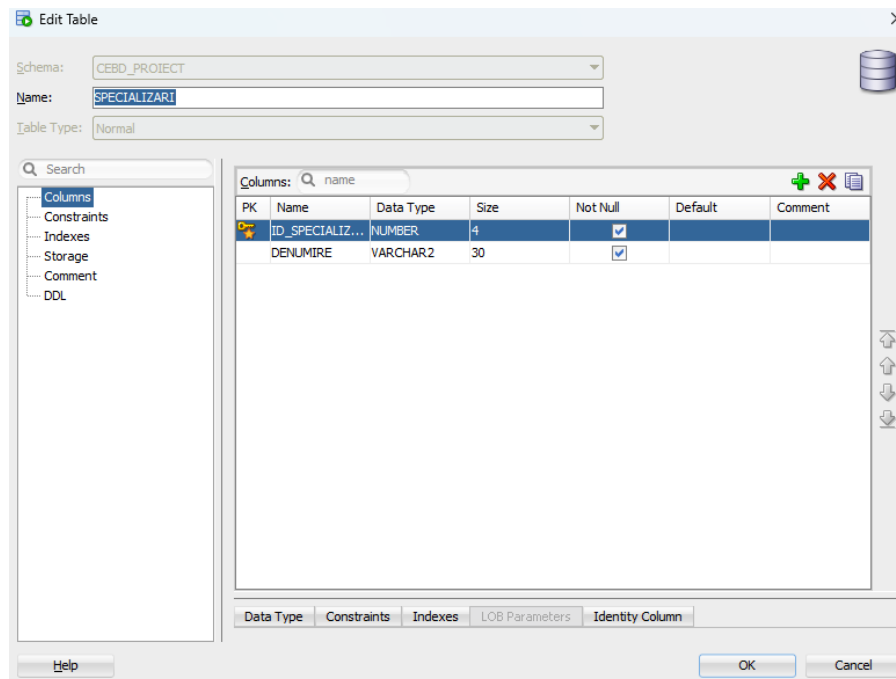 Edit Table
Schema: CEBD_PROIECT
Name: SPECIALIZARI
Table Type: Normal
Search
Columns
Constraints
Indexes
Storage
Comment
DDL
Columns: name
PK Name Data Type Size Not Null Default Comment
ID_SPECIALIZ... NUMBER 4
DENUMIRE VARCHAR2 30
Data Type Constraints Indexes LOB Parameters Identity Column
Help OK Cancel